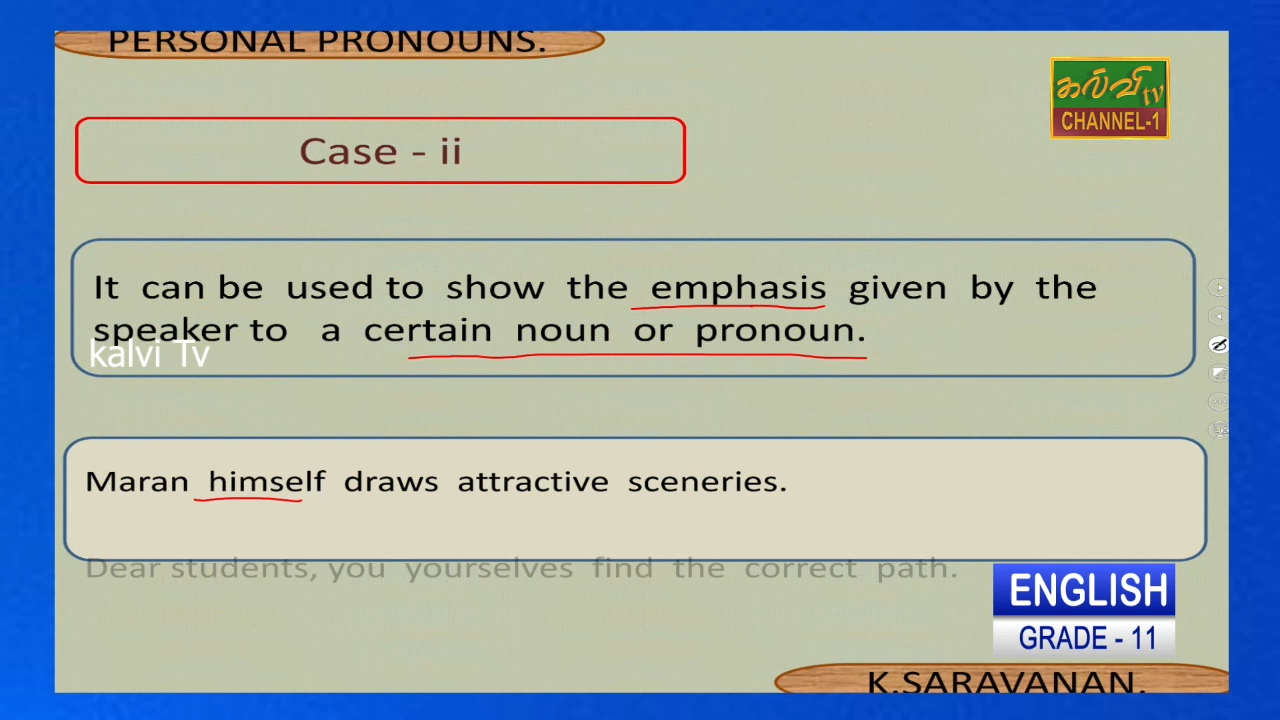 PERSONAL PRONOUNS.
கல்வி tv
CHANNEL-1
Case - ii
It can be used to show the emphasis given by the
speaker to a certain noun or pronoun.
kalvi Tv
Maran himself draws attractive sceneries.
Dear students, you yourselves find the correct path.
ENGLISH
GRADE - 11
K.SARAVANAN.